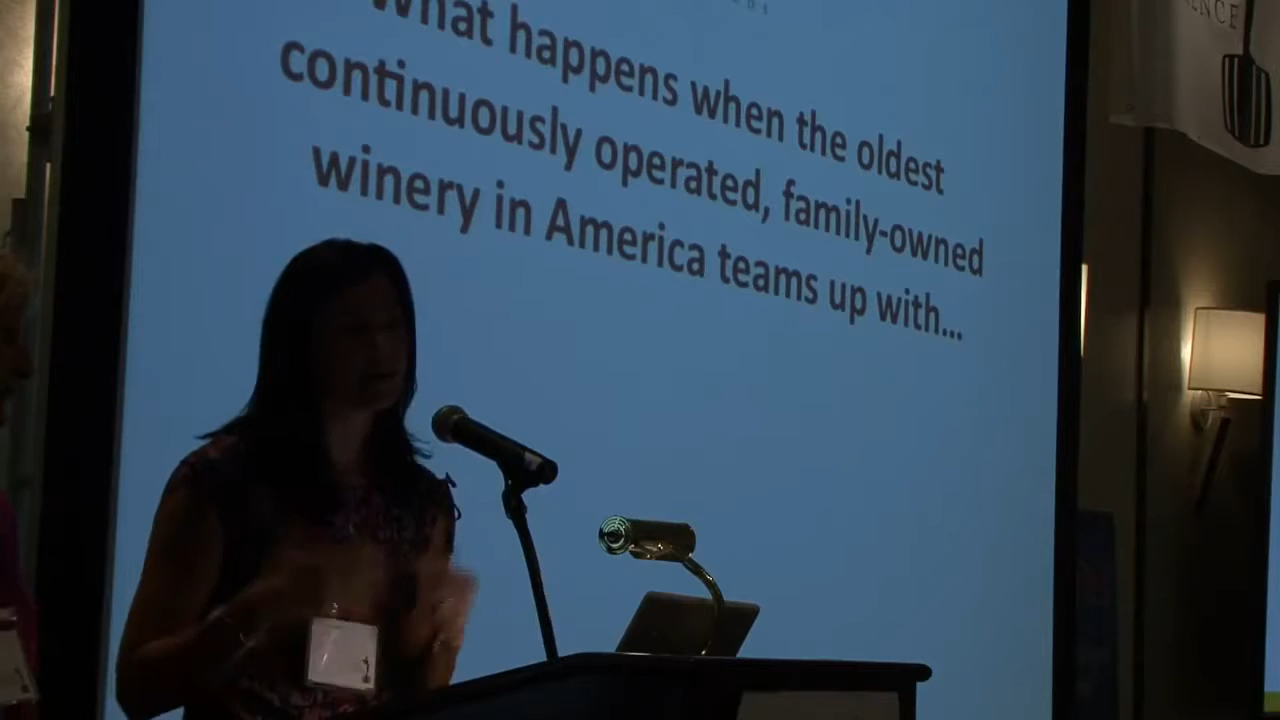 What happens when the oldest
continuously operated, family-owned
winery in America teams up with...